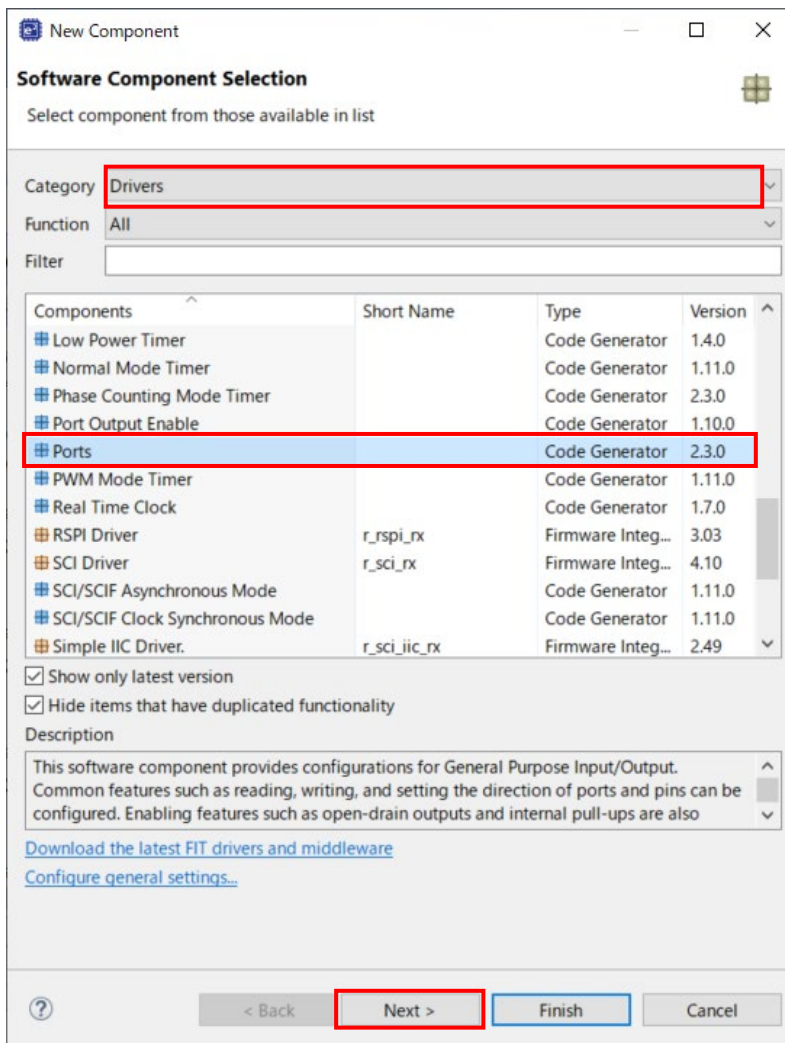 New Component
Software Component Selection
Select component from those available in list
Category Drivers
Function All
Filter
Components Short Name Type Version
Low Power Timer Code Generator 1.4.0
Normal Mode Timer Code Generator 1.11.0
Phase Counting Mode Timer Code Generator 2.3.0
Port Output Enable Code Generator 1.10.0
Ports Code Generator 2.3.0
PWM Mode Timer Code Generator 1.11.0
Real Time Clock Code Generator 1.7.0
RSPI Driver r_rspi_rx Firmware Integ... 3.03
SCI Driver r_sci_rx Firmware Integ... 4.10
SCI/SCIF Asynchronous Mode Code Generator 1.11.0
SCI/SCIF Clock Synchronous Mode Code Generator 1.11.0
Simple IIC Driver. r_sci_iic_rx Firmware Integ... 2.49
Show only latest version
Hide items that have duplicated functionality
Description
This software component provides configurations for General Purpose Input/Output.
Common features such as reading, writing, and setting the direction of ports and pins can be
configured. Enabling features such as open-drain outputs and internal pull-ups are also
Download the latest FIT drivers and middleware
Configure general settings...
? < Back Next > Finish Cancel